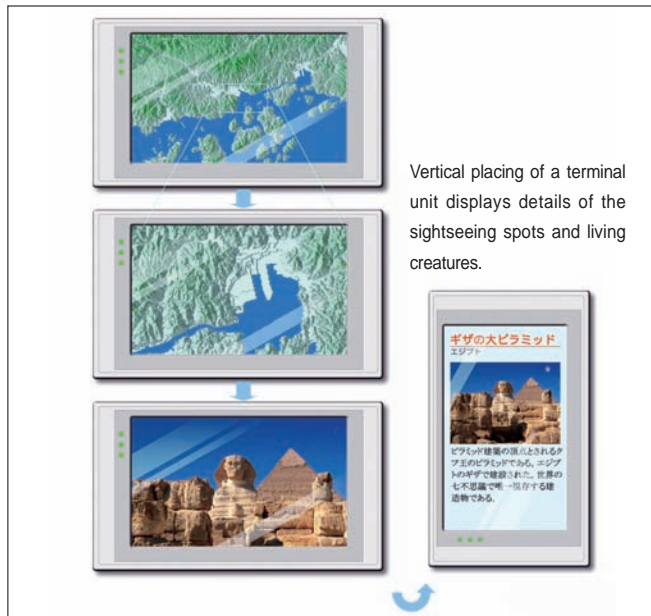 Vertical placing of a terminal
unit displays details of the
sightseeing spots and living
creatures.
ギザの大ピラミッド
エジプト
ピラミッド建築の頂点とされるク
フ王のピラミッドである。エジプ
トのギザで建設された。世界の
七不思議で唯一現存する建
造物である。